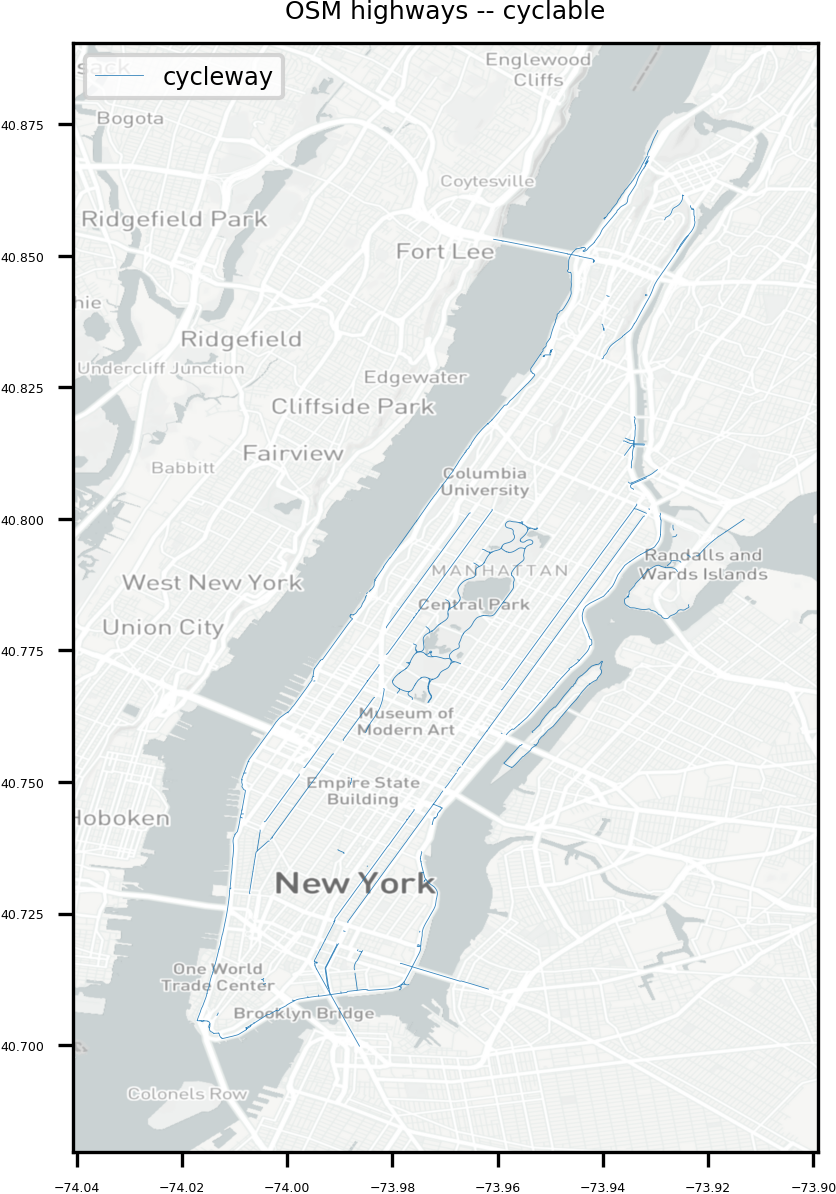 OSM highways -- cyclable
cycleway
Englewood
Cliffs
Bogota
40.875
Coytesville
Ridgefield Park
Fort Lee
40.850
Ridgefield
Undercliff Junction
Edgewater
40.825
Cliffside Park
Fairview
Babbitt
Columbia
University
40.800
Randalls and
Wards Islands
MANHATTAN
West New York
Central Park
Union City
40.775
Museum of
Modern Art
40.750
Empire State
Building
Hoboken
New York
40.725
One World
Trade Center
Brooklyn Bridge
40.700
Colonels Row
−74.04 −74.02 −74.00 −73.98 −73.96 −73.94 −73.92 −73.90